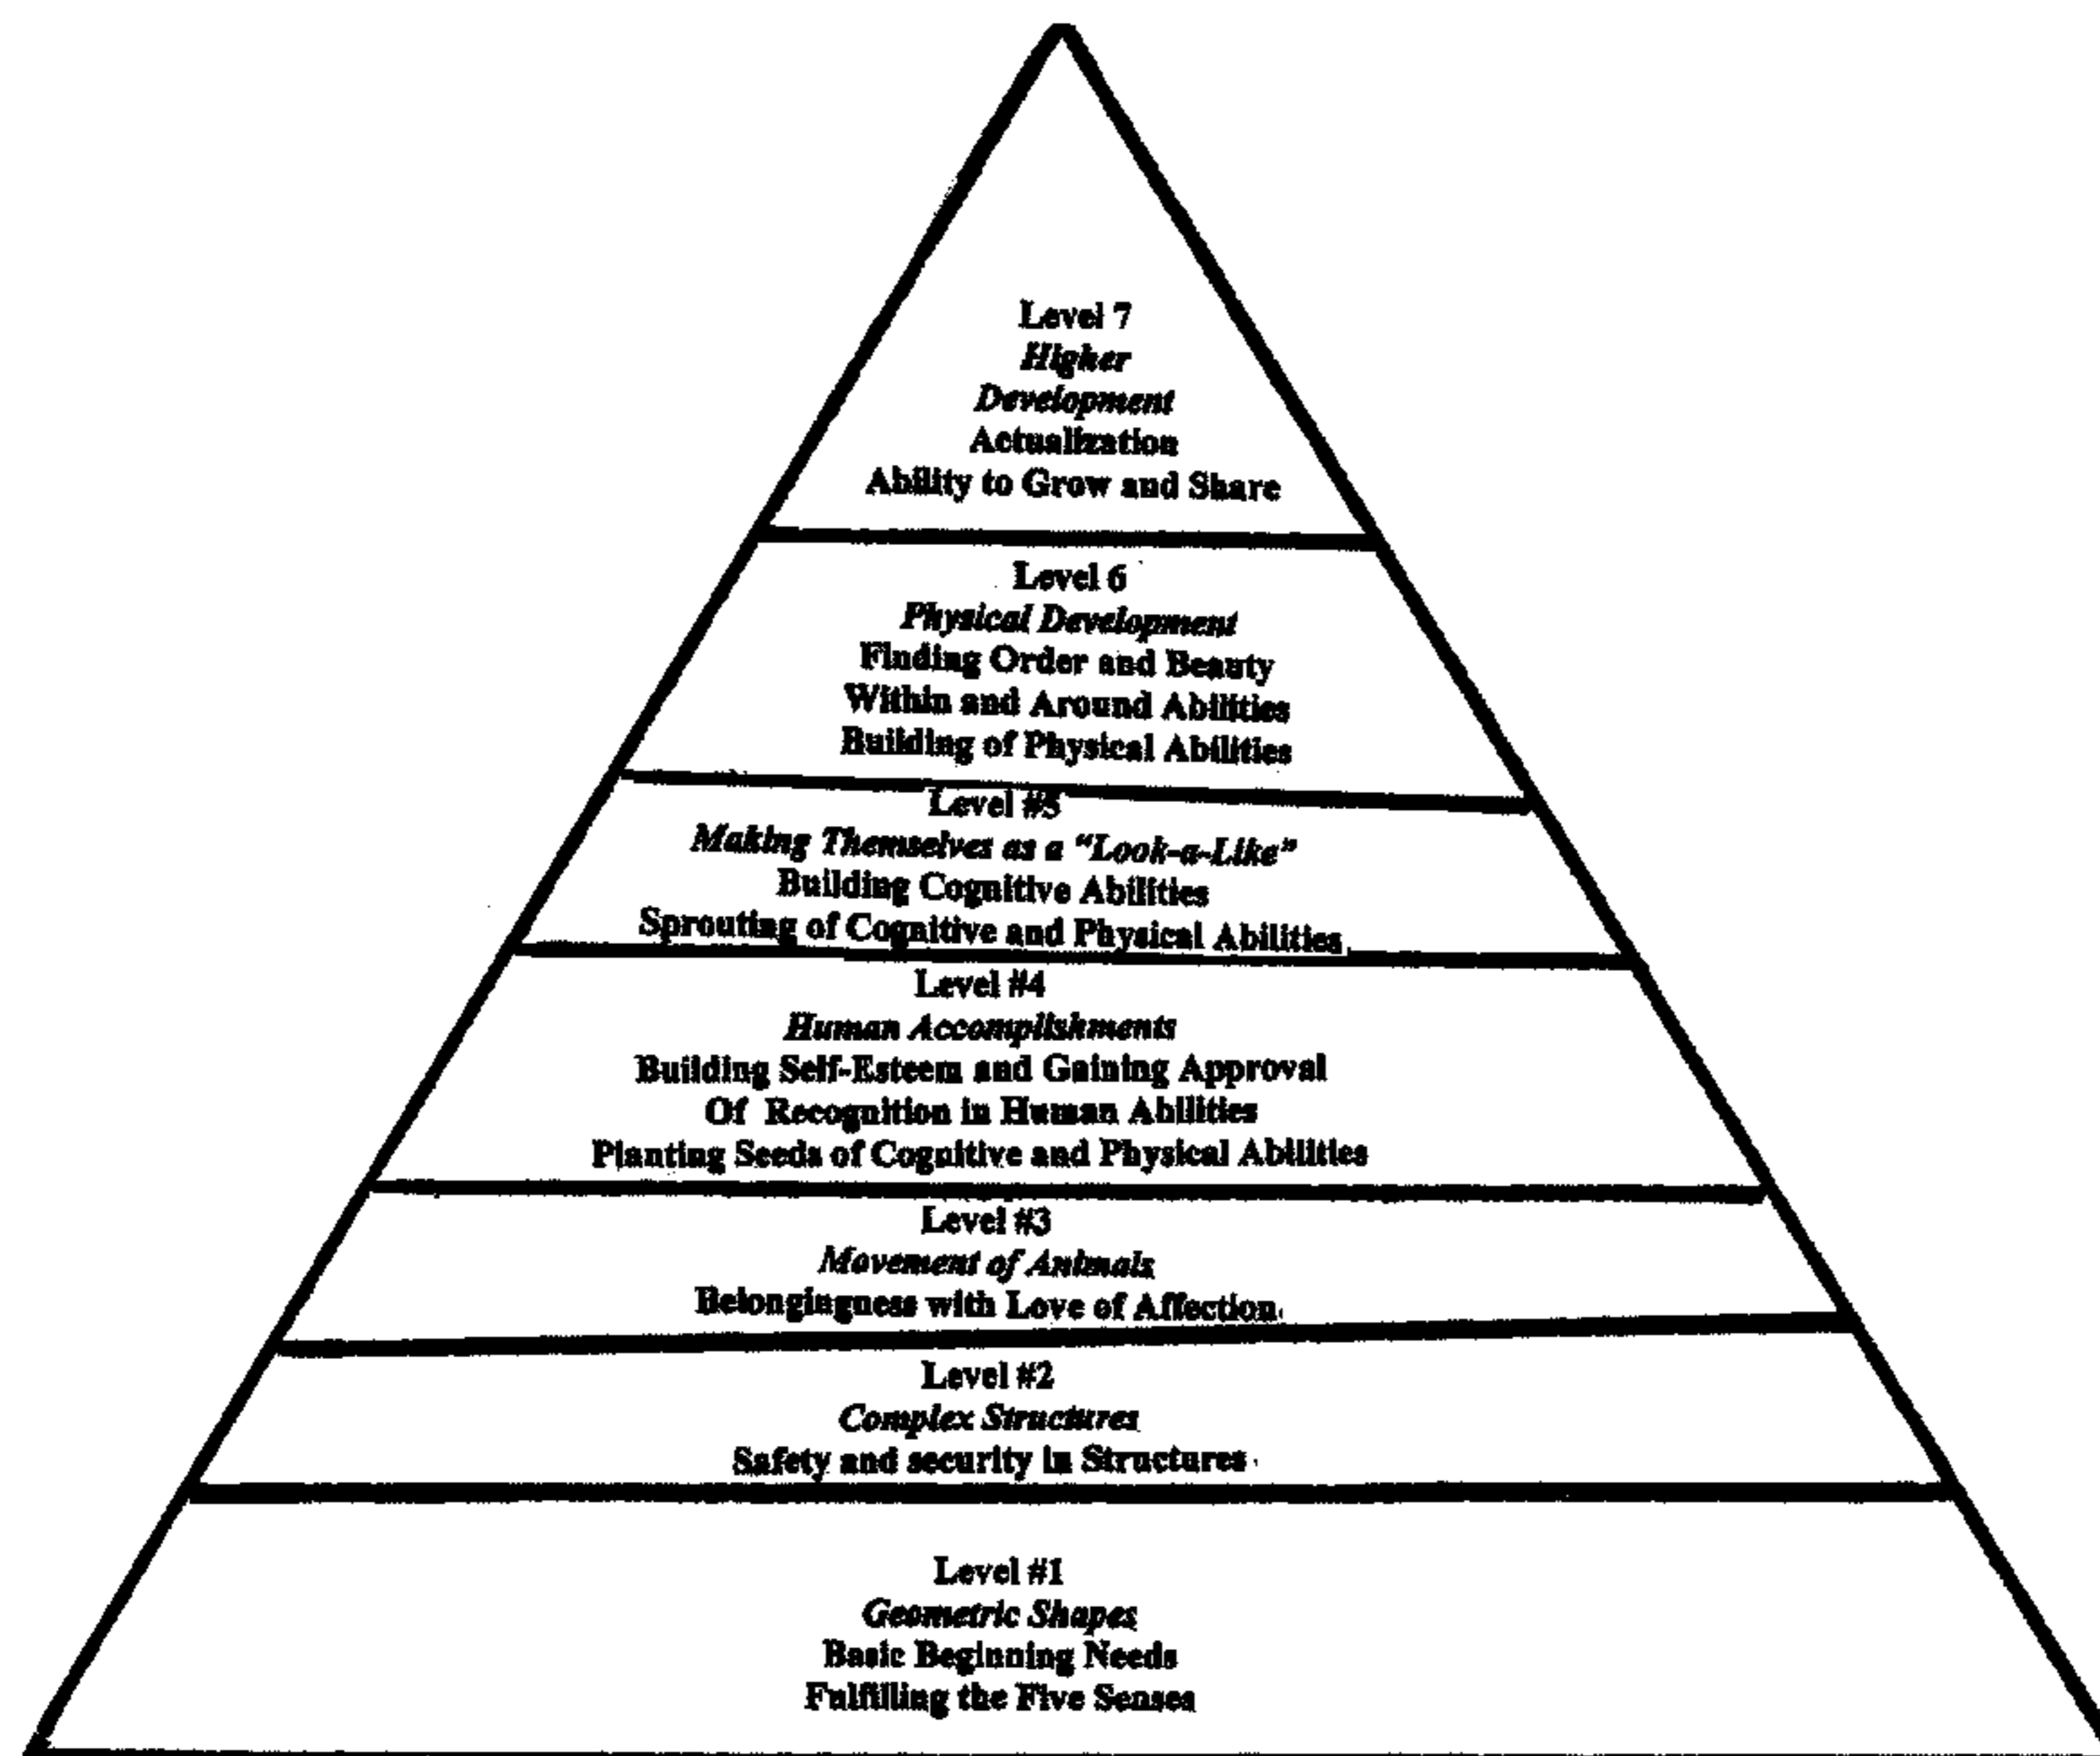 Level 7
Higher
Development
Actualization
Ability to Grow and Share
Level 6
Physical Development
Finding Order and Beauty
Within and Around Abilities
Building of Physical Abilities
Level #5
Making Themselves as a “Look-a-Like”
Building Cognitive Abilities
Sprouting of Cognitive and Physical Abilities
Level #4
Human Accomplishments
Building Self-Esteem and Gaining Approval
Of Recognition in Human Abilities
Planting Seeds of Cognitive and Physical Abilities
Level #3
Movement of Animals
Belongingness with Love of Affection
Level #2
Complex Structures
Safety and security in Structures
Level #1
Geometric Shapes
Basic Beginning Needs
Fulfilling the Five Senses